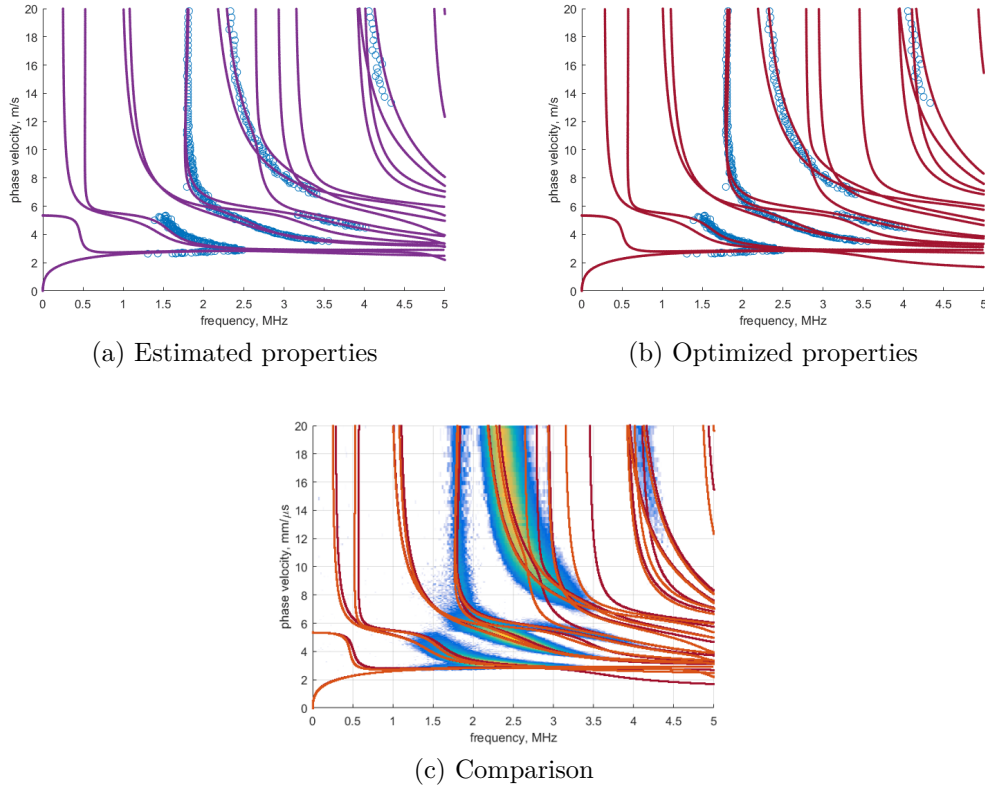 20
18
16
14
12
10
8
6
4
2
0
phase velocity, m/s
0 0.5 1 1.5 2 2.5 3 3.5 4 4.5 5
frequency, MHz
(a) Estimated properties
20
18
16
14
12
10
8
6
4
2
0
phase velocity, m/s
0 0.5 1 1.5 2 2.5 3 3.5 4 4.5 5
frequency, MHz
(b) Optimized properties
20
18
16
14
12
10
8
6
4
2
0
phase velocity, mm/μs
0 0.5 1 1.5 2 2.5 3 3.5 4 4.5 5
frequency, MHz
(c) Comparison